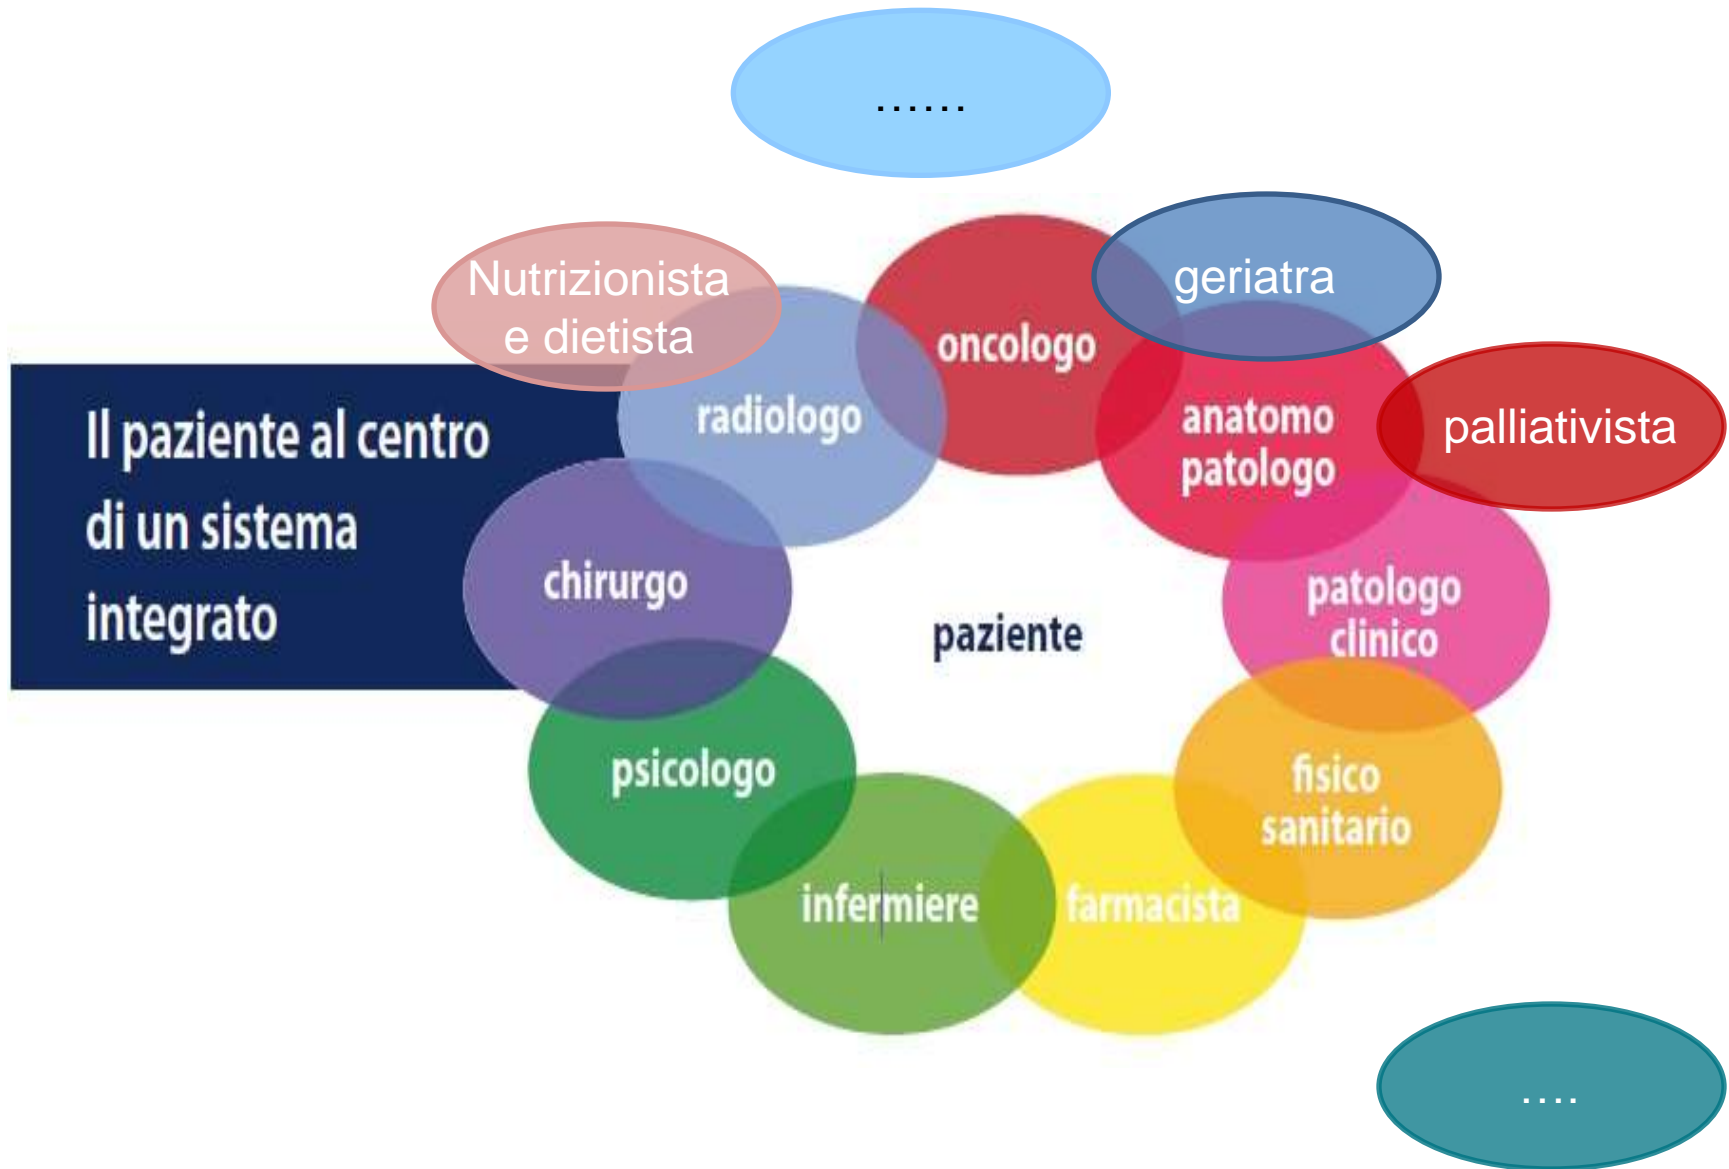 ......
Nutrizionista
e dietista
geriatra
oncologo
radiologo
anatomo
patologo
palliativista
Il paziente al centro
di un sistema
integrato
chirurgo
paziente
patologo
clinico
psicologo
fisico
sanitario
infermiere
farmacista
....